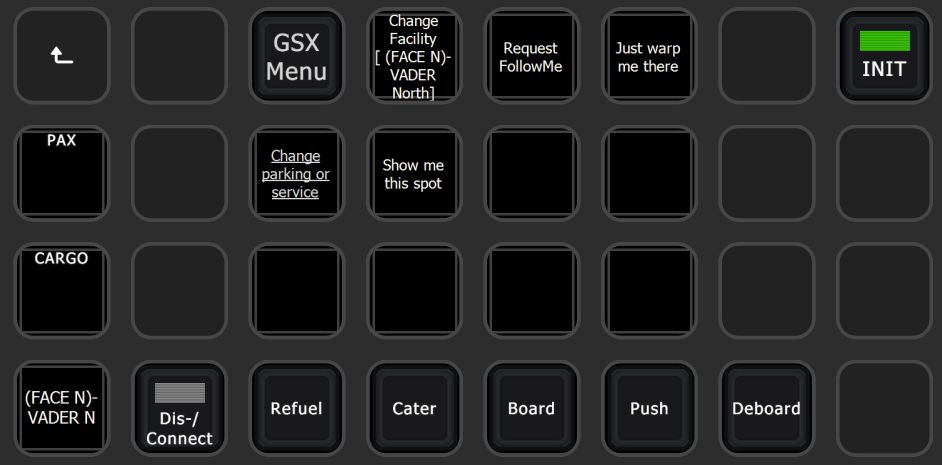 GSX
Menu
Change
Facility
[ (FACE N)-
VADER
North]
Request
FollowMe
Just warp
me there
INIT
PAX
Change
parking or
service
Show me
this spot
CARGO
(FACE N)-
VADER N
Dis-/
Connect
Refuel
Cater
Board
Push
Deboard